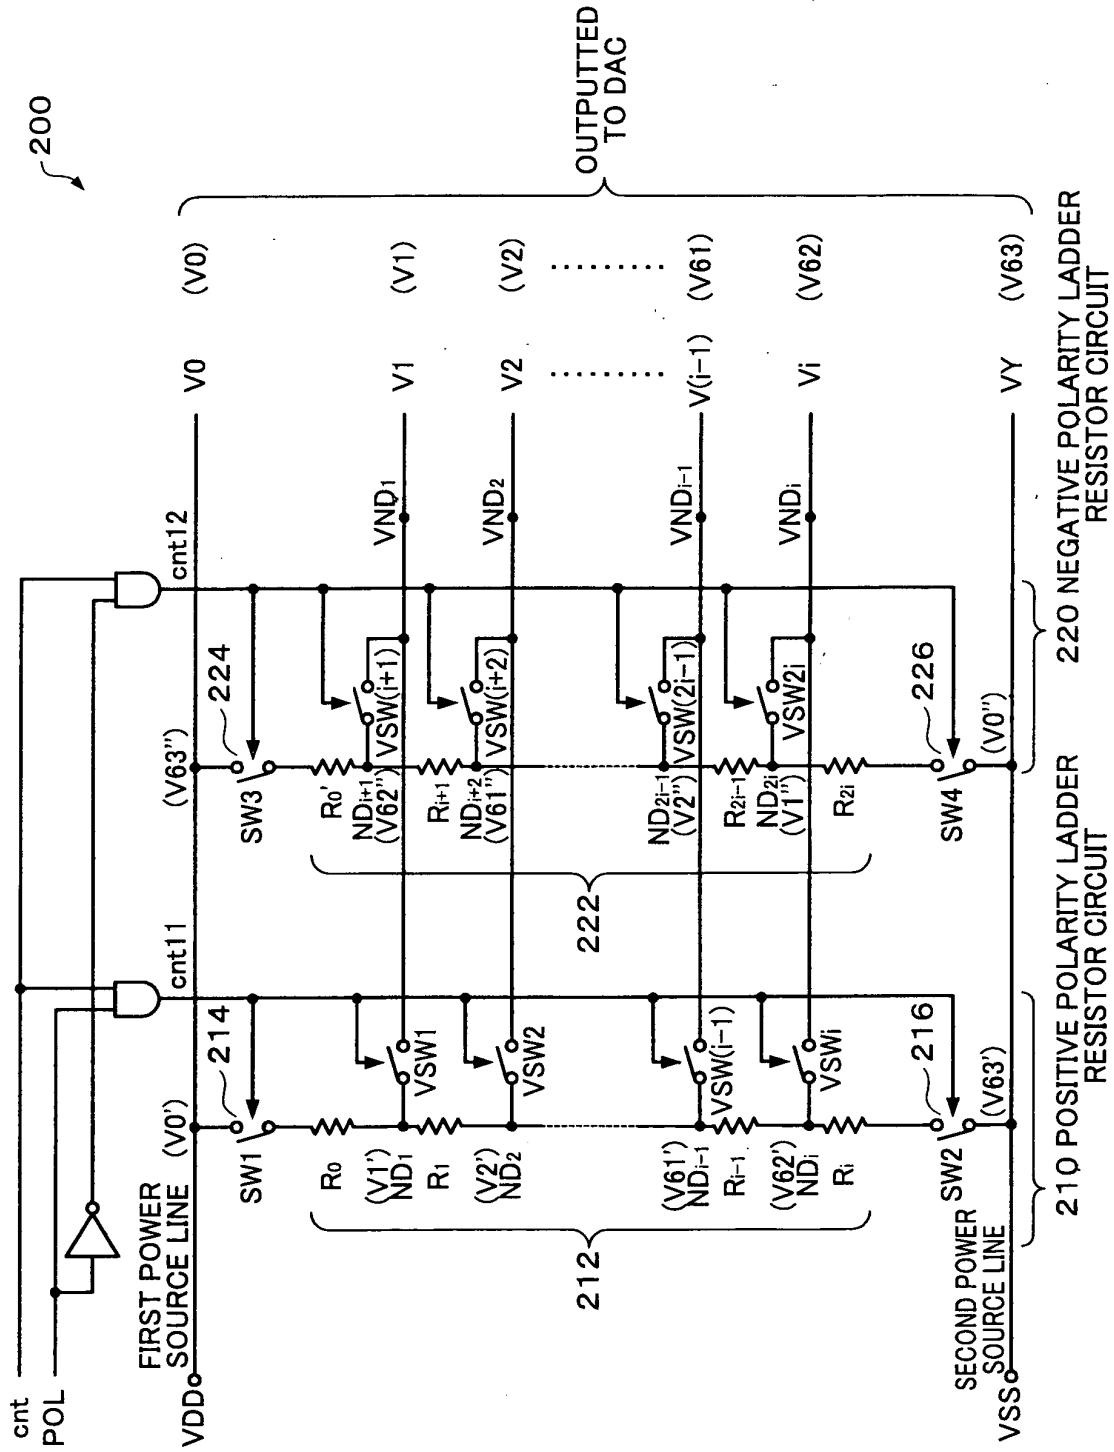 200
cnt
POL
FIRST POWER
SOURCE LINE
VDD
(V0')
214
SW1
cnt11
(V63")
224
SW3
cnt12
V0
(V0)
R0
(V1')
ND1
VSW1
R0'
NDi+1
(V62")
VSW(i+1)
VND1
V1
(V1)
R1
(V2')
ND2
VSW2
Ri+1
NDi+2
(V61")
VSW(i+2)
VND2
V2
(V2)
212
222
OUTPUTTED
TO DAC
(V61')
NDi-1
VSW(i-1)
ND2i-1
(V2")
VSW(2i-1)
VNDi-1
V(i-1)
(V61)
Ri-1
(V62')
NDi
VSWi
R2i-1
ND2i
(V1")
VSW2i
VNDi
Vi
(V62)
Ri
R2i
SECOND POWER
SOURCE LINE
VSS
SW2
216
(V63')
SW4
226
(V0")
VY
(V63)
210 POSITIVE POLARITY LADDER
RESISTOR CIRCUIT
220 NEGATIVE POLARITY LADDER
RESISTOR CIRCUIT